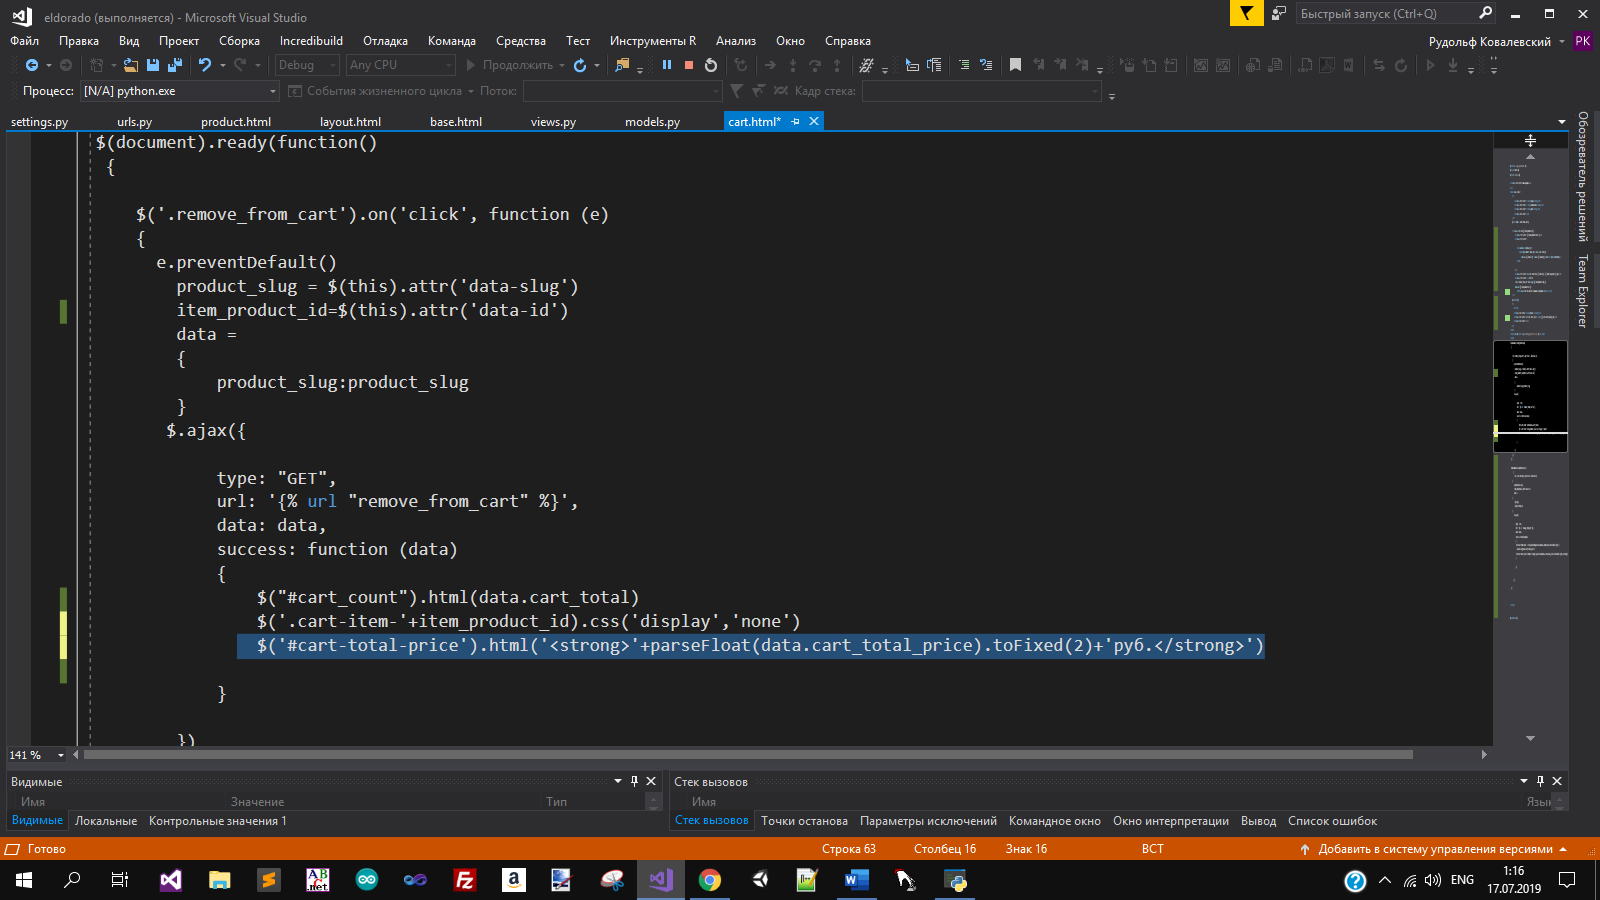 eldorado (выполняется) - Microsoft Visual Studio
Быстрый запуск (Ctrl+Q)
Файл Правка Вид Проект Сборка Incredibuild Отладка Команда Средства Тест Инструменты R Анализ Окно Справка
Рудольф Ковалевский PK
Debug Any CPU Продолжить
Процесс: [N/A] python.exe События жизненного цикла Поток: Кадр стека:
settings.py urls.py product.html layout.html base.html views.py models.py cart.html*
$(document).ready(function()
{
$('.remove_from_cart').on('click', function (e)
{
e.preventDefault()
product_slug = $(this).attr('data-slug')
item_product_id=$(this).attr('data-id')
data =
{
product_slug:product_slug
}
$.ajax({
type: "GET",
url: '{% url "remove_from_cart" %}',
data: data,
success: function (data)
{
$("#cart_count").html(data.cart_total)
$('.cart-item-'+item_product_id).css('display','none')
$('#cart-total-price').html('<strong>'+parseFloat(data.cart_total_price).toFixed(2)+'руб.</strong>')
}
})
Обозреватель решений
Team Explorer
141 %
Видимые
Имя Значение Тип
Видимые Локальные Контрольные значения 1
Стек вызовов
Имя Язык
Стек вызовов Точки останова Параметры исключений Командное окно Окно интерпретации Вывод Список ошибок
Готово Строка 63 Столбец 16 Знак 16 ВСТ Добавить в систему управления версиями
ENG
1:16
17.07.2019